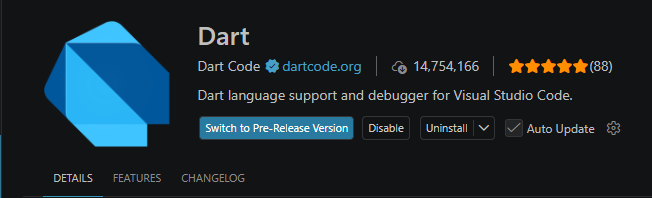 Dart
Dart Code dartcode.org 14,754,166 (88)
Dart language support and debugger for Visual Studio Code.
Switch to Pre-Release Version Disable Uninstall Auto Update
DETAILS FEATURES CHANGELOG